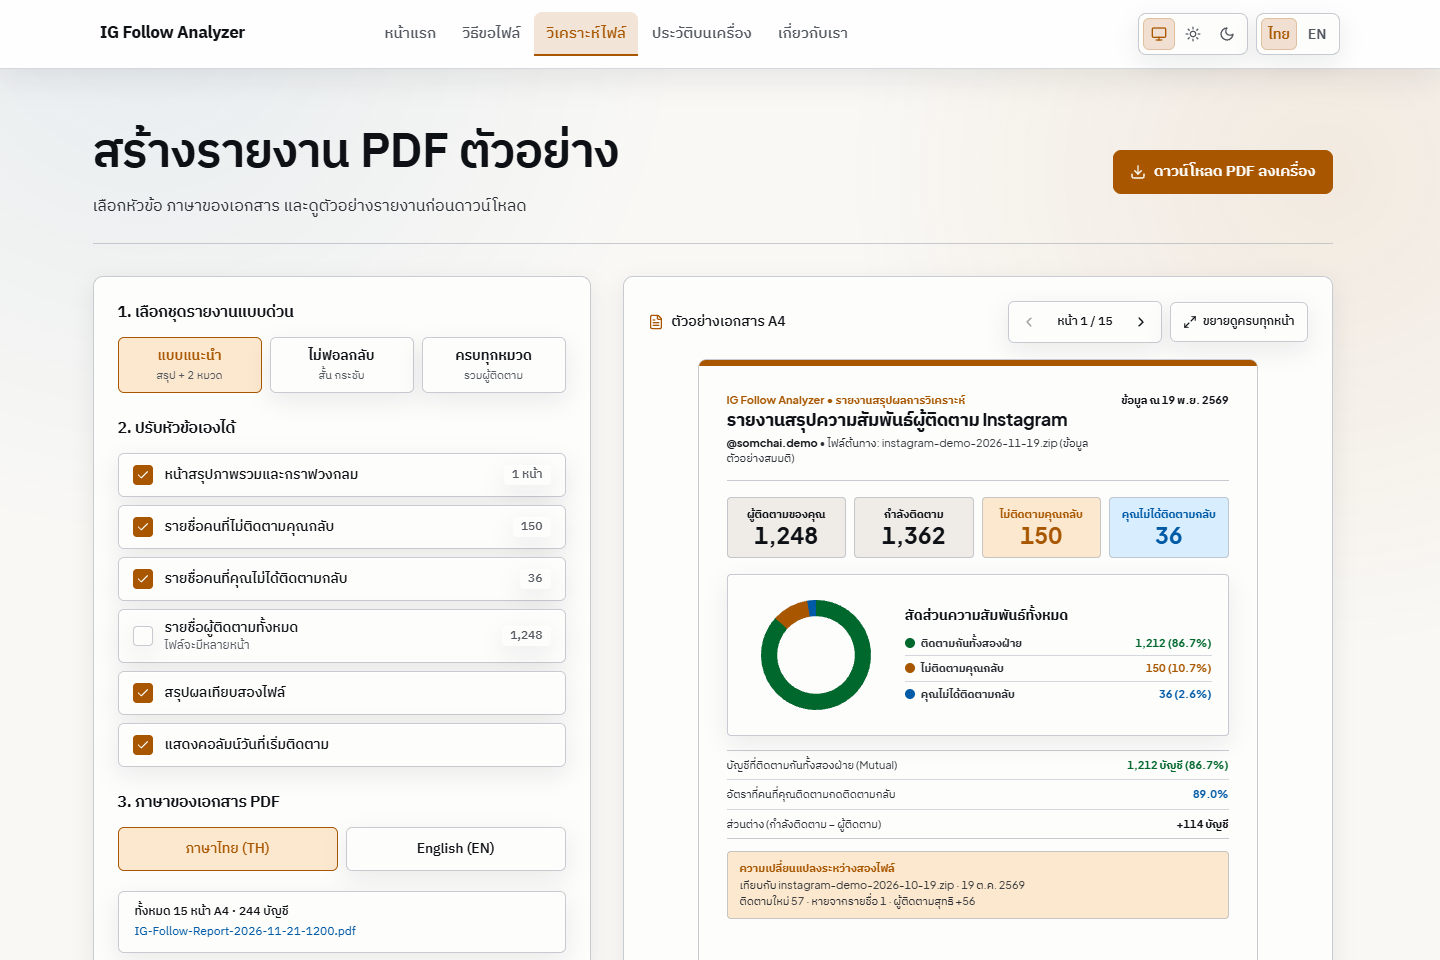 IG Follow Analyzer
หน้าแรก
วิธีขอไฟล์
วิเคราะห์ไฟล์
ประวัติบนเครื่อง
เกี่ยวกับเรา
ไทย
EN
สร้างรายงาน PDF ตัวอย่าง
เลือกหัวข้อ ภาษาของเอกสาร และดูตัวอย่างรายงานก่อนดาวน์โหลด
ดาวน์โหลด PDF ลงเครื่อง
1. เลือกชุดรายงานแบบด่วน
แบบแนะนำ
สรุป + 2 หมวด
ไม่ฟอลกลับ
สั้น กระชับ
ครบทุกหมวด
รวมผู้ติดตาม
2. ปรับหัวข้อเองได้
หน้าสรุปภาพรวมและกราฟวงกลม
1 หน้า
รายชื่อคนที่ไม่ติดตามคุณกลับ
150
รายชื่อคนที่คุณไม่ได้ติดตามกลับ
36
รายชื่อผู้ติดตามทั้งหมด
ไฟล์จะมีหลายหน้า
1,248
สรุปผลเทียบสองไฟล์
แสดงคอลัมน์วันที่เริ่มติดตาม
3. ภาษาของเอกสาร PDF
ภาษาไทย (TH)
English (EN)
ทั้งหมด 15 หน้า A4 · 244 บัญชี
IG-Follow-Report-2026-11-21-1200.pdf
ตัวอย่างเอกสาร A4
หน้า 1 / 15
ขยายดูครบทุกหน้า
IG Follow Analyzer • รายงานสรุปผลการวิเคราะห์
ข้อมูล ณ 19 พ.ย. 2569
รายงานสรุปความสัมพันธ์ผู้ติดตาม Instagram
@somchai.demo • ไฟล์ต้นทาง: instagram-demo-2026-11-19.zip (ข้อมูล
ตัวอย่างสมมติ)
ผู้ติดตามของคุณ
1,248
กำลังติดตาม
1,362
ไม่ติดตามคุณกลับ
150
คุณไม่ได้ติดตามกลับ
36
สัดส่วนความสัมพันธ์ทั้งหมด
ติดตามกันทั้งสองฝ่าย 1,212 (86.7%)
ไม่ติดตามคุณกลับ 150 (10.7%)
คุณไม่ได้ติดตามกลับ 36 (2.6%)
บัญชีที่ติดตามกันทั้งสองฝ่าย (Mutual) 1,212 บัญชี (86.7%)
อัตราที่คนที่คุณติดตามกดติดตามกลับ 89.0%
ส่วนต่าง (กำลังติดตาม − ผู้ติดตาม) +114 บัญชี
ความเปลี่ยนแปลงระหว่างสองไฟล์
เทียบกับ instagram-demo-2026-10-19.zip · 19 ต.ค. 2569
ติดตามใหม่ 57 · หายจากรายชื่อ 1 · ผู้ติดตามสุทธิ +56